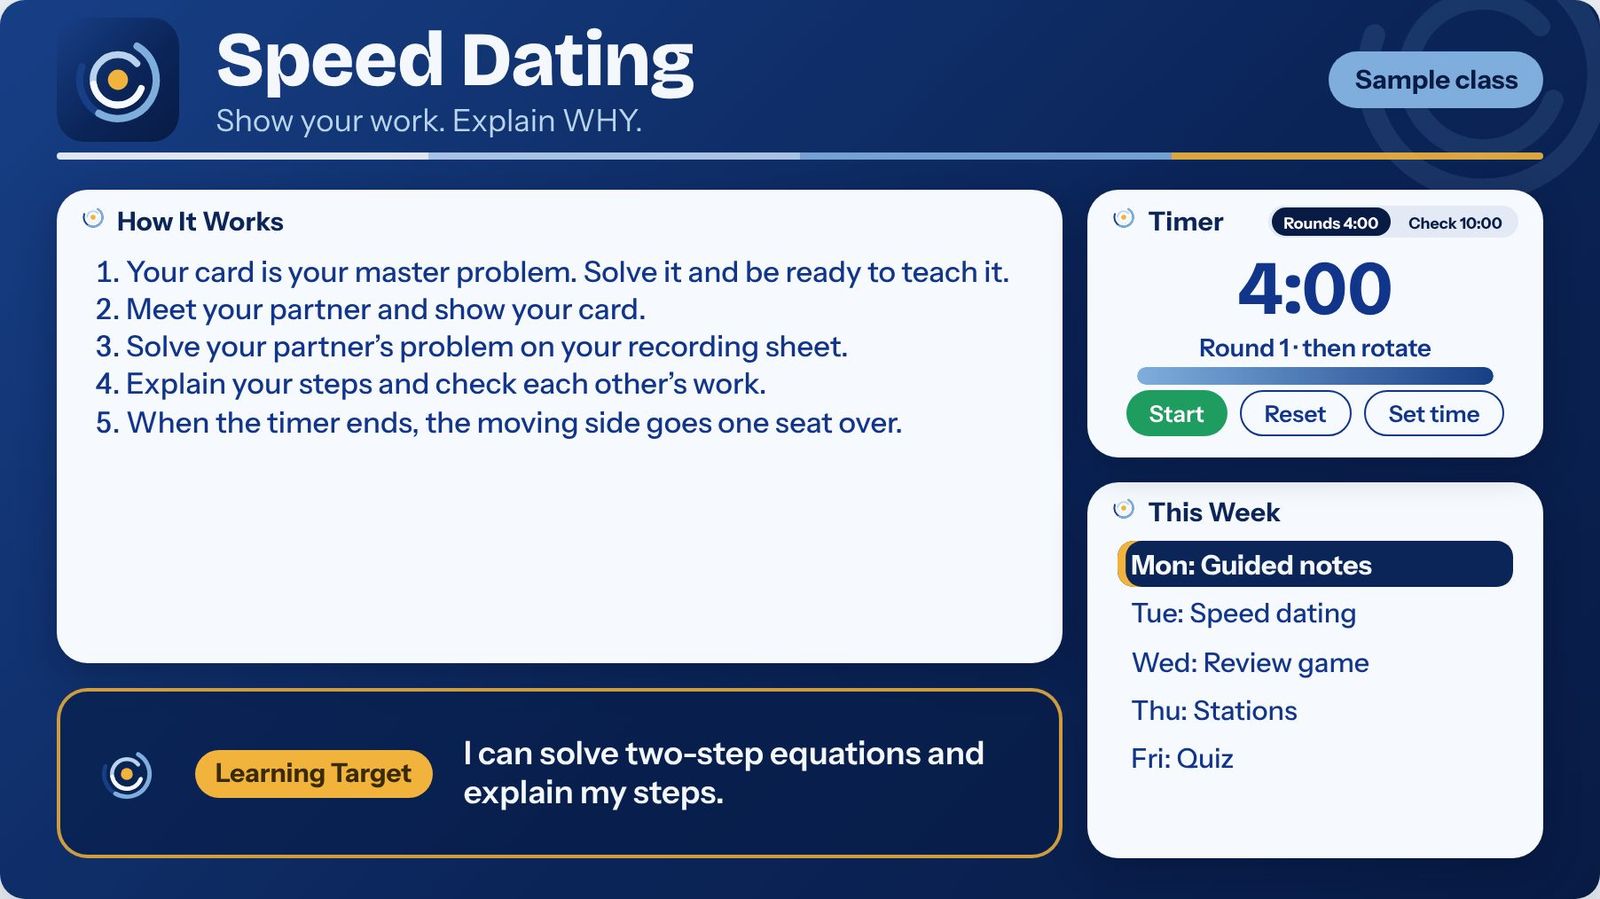 Speed Dating
Show your work. Explain WHY.
Sample class
How It Works
1. Your card is your master problem. Solve it and be ready to teach it.
2. Meet your partner and show your card.
3. Solve your partner’s problem on your recording sheet.
4. Explain your steps and check each other’s work.
5. When the timer ends, the moving side goes one seat over.
Learning Target
I can solve two-step equations and
explain my steps.
Timer
Rounds 4:00
Check 10:00
4:00
Round 1 · then rotate
Start
Reset
Set time
This Week
Mon: Guided notes
Tue: Speed dating
Wed: Review game
Thu: Stations
Fri: Quiz